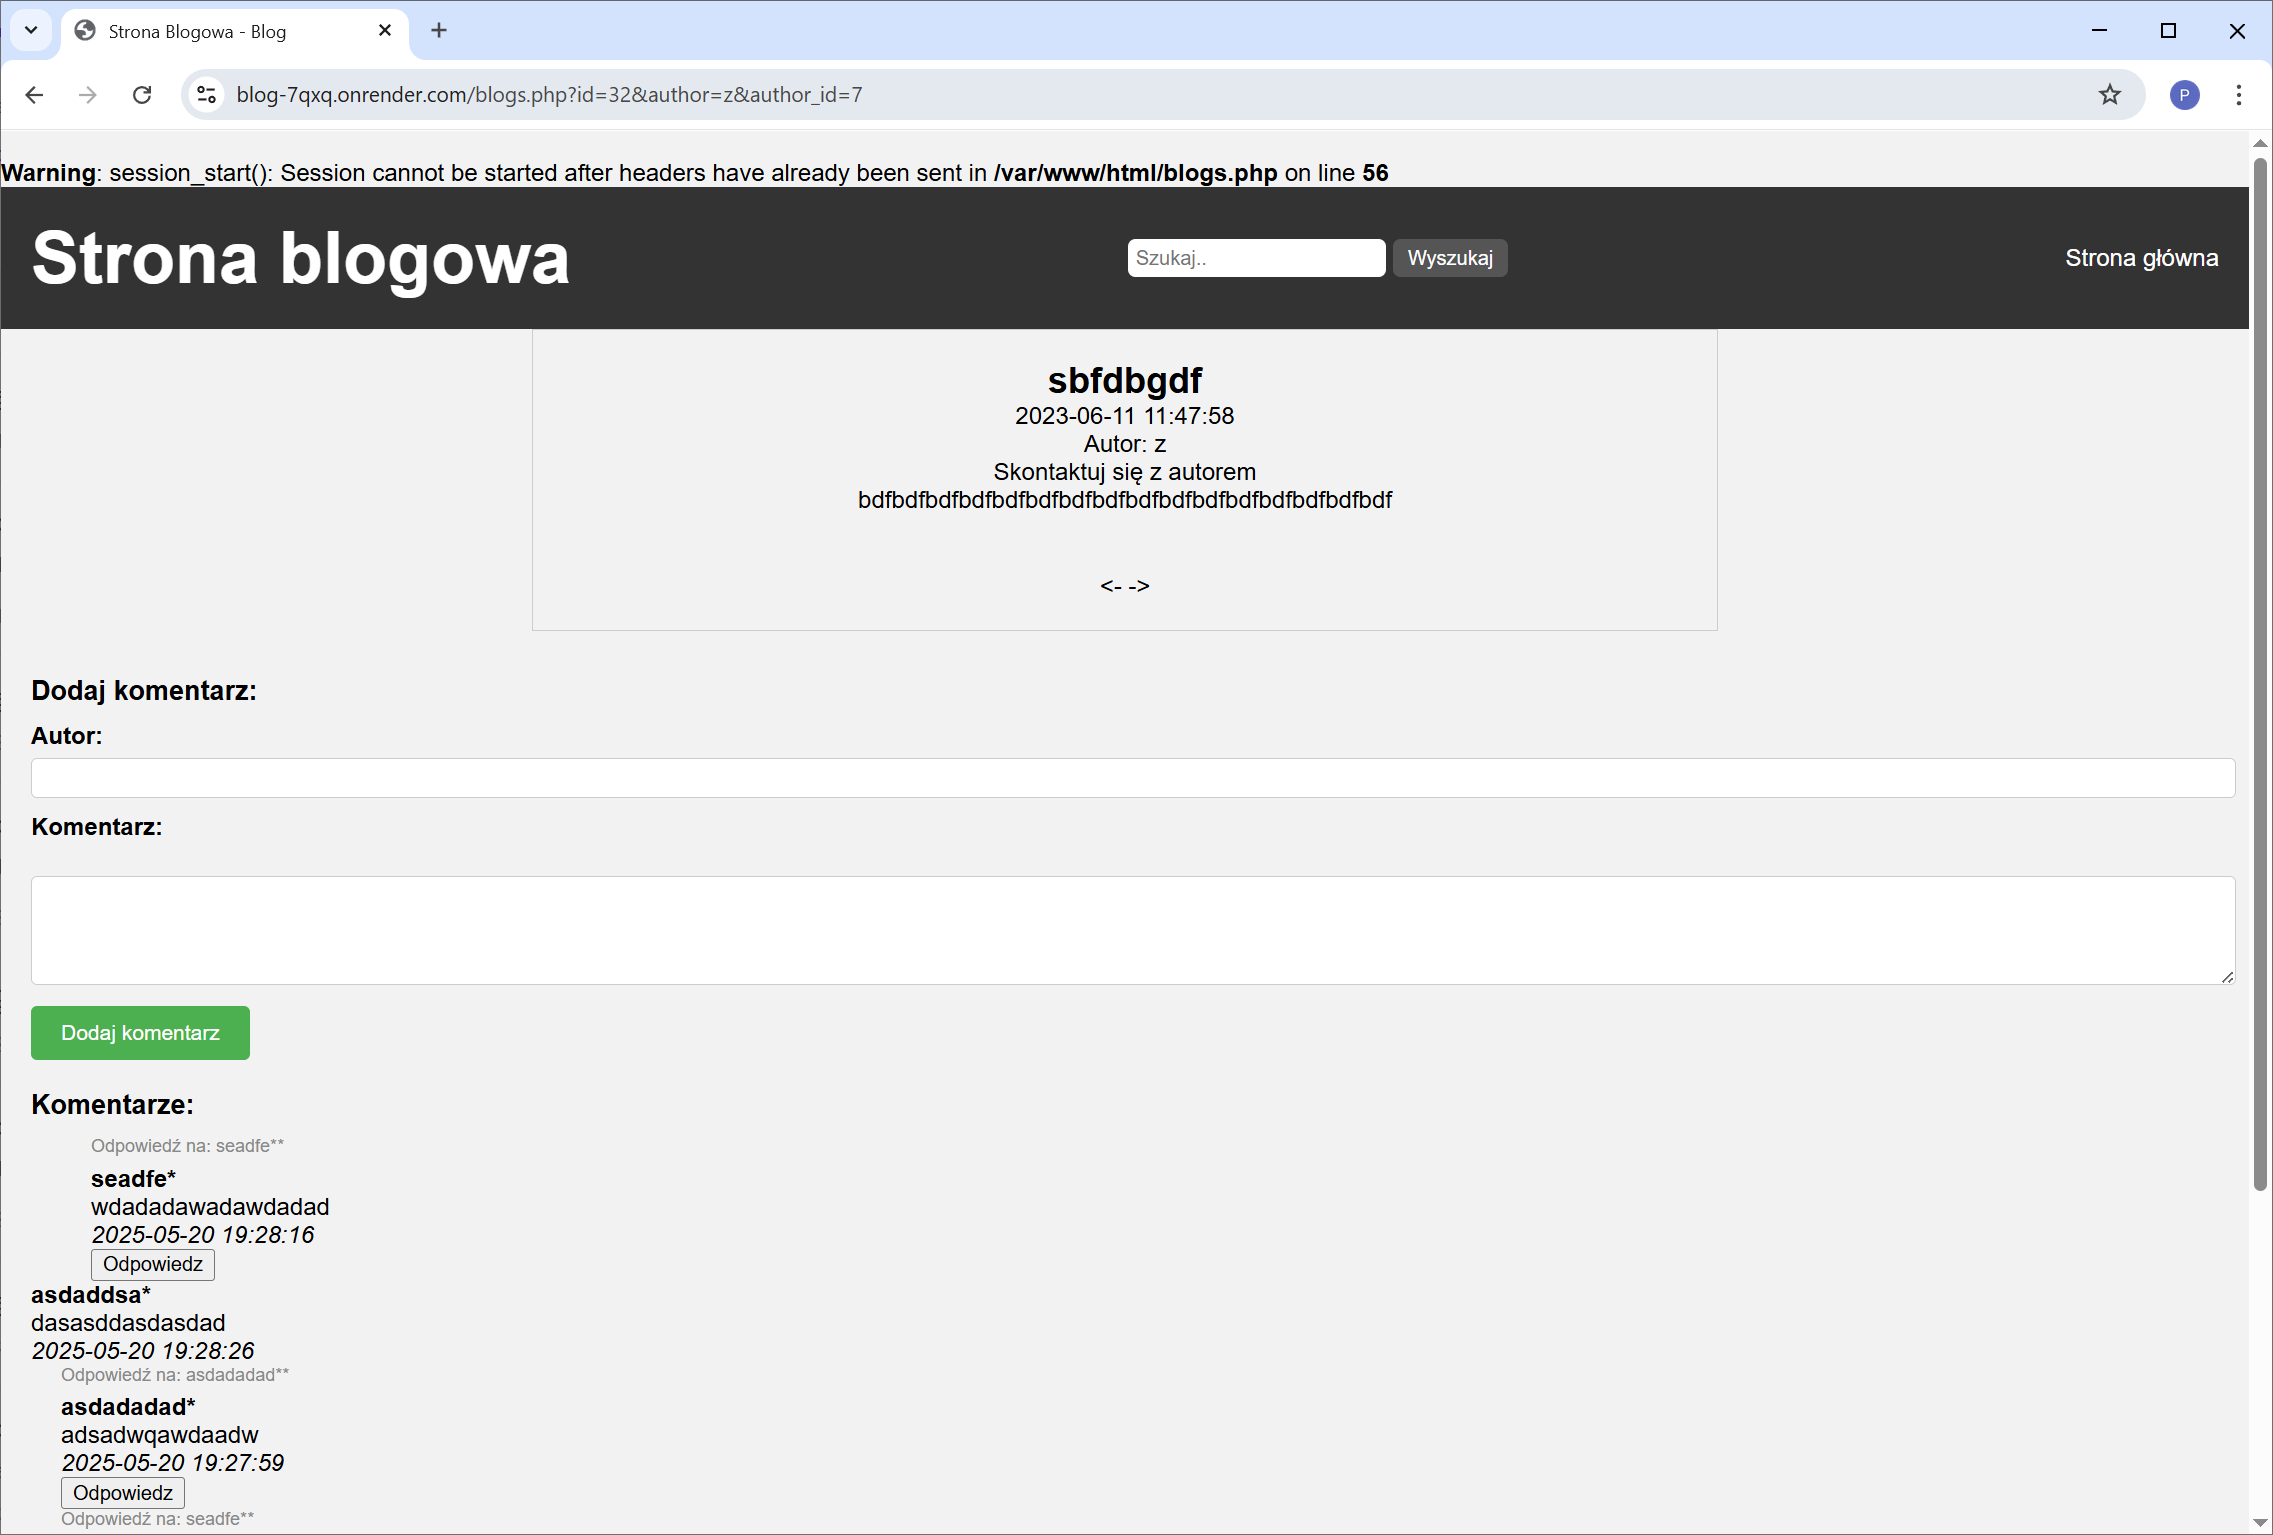 Strona Blogowa - Blog
blog-7qxq.onrender.com/blogs.php?id=32&author=z&author_id=7
P
Warning: session_start(): Session cannot be started after headers have already been sent in /var/www/html/blogs.php on line 56
Strona blogowa
Szukaj..
Wyszukaj
Strona główna
sbfdbgdf
2023-06-11 11:47:58
Autor: z
Skontaktuj się z autorem
bdfbdfbdfbdfbdfbdfbdfbdfbdfbdfbdfbdfbdfbdfbdfbdf
<- ->
Dodaj komentarz:
Autor:
Komentarz:
Dodaj komentarz
Komentarze:
Odpowiedź na: seadfe**
seadfe*
wdadadawadawdadad
2025-05-20 19:28:16
Odpowiedz
asdaddsa*
dasasddasdasdad
2025-05-20 19:28:26
Odpowiedź na: asdadadad**
asdadadad*
adsadwqawdaadw
2025-05-20 19:27:59
Odpowiedz
Odpowiedź na: seadfe**